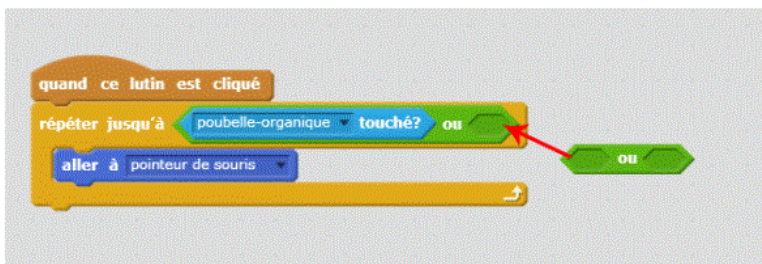 quand ce lutin est cliqué
répéter jusqu'à poubelle-organique touché? ou
ou
aller à pointeur de souris